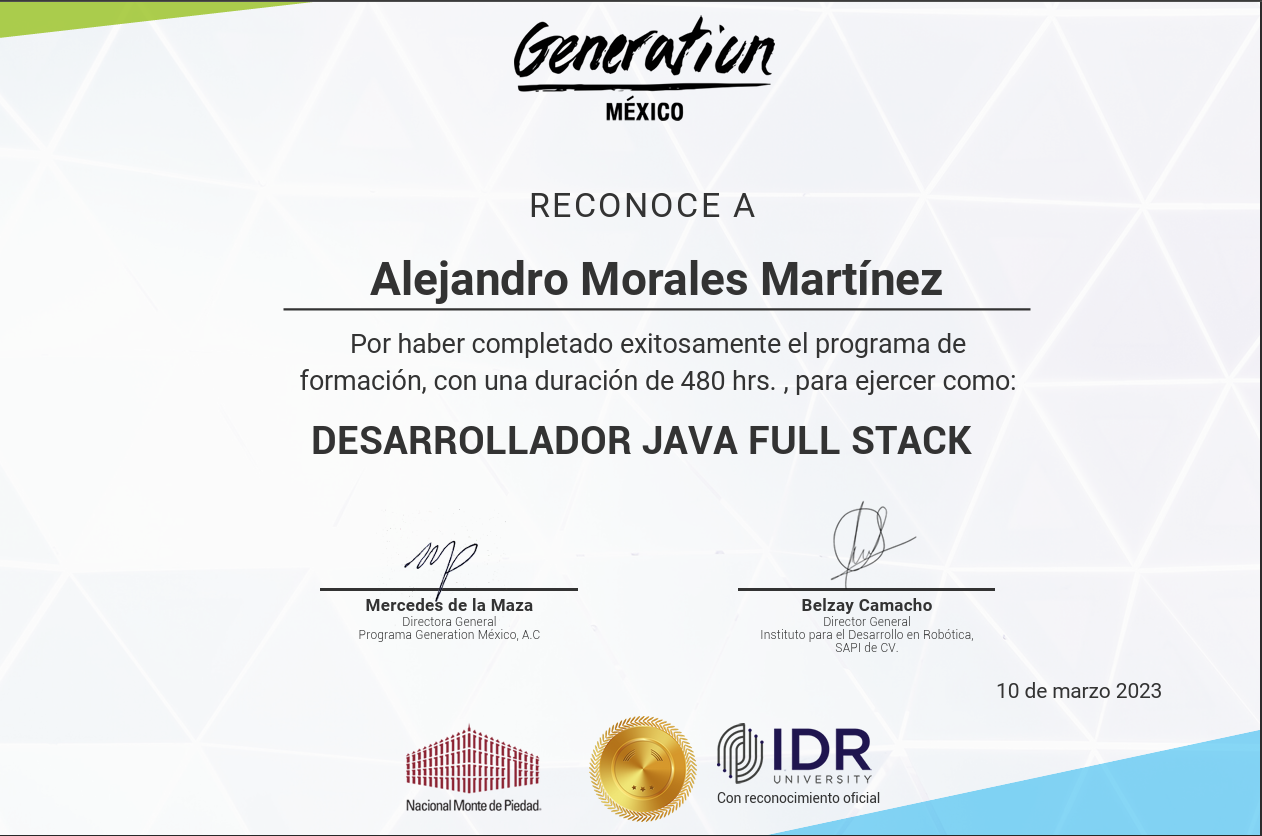 Generation
MÉXICO
RECONOCE A
Alejandro Morales Martínez
Por haber completado exitosamente el programa de
formación, con una duración de 480 hrs. , para ejercer como:
DESARROLLADOR JAVA FULL STACK
Mercedes de la Maza
Directora General
Programa Generation México, A.C
Belzay Camacho
Director General
Instituto para el Desarrollo en Robótica,
SAPI de CV.
10 de marzo 2023
Nacional Monte de Piedad.
IDR
UNIVERSITY
Con reconocimiento oficial